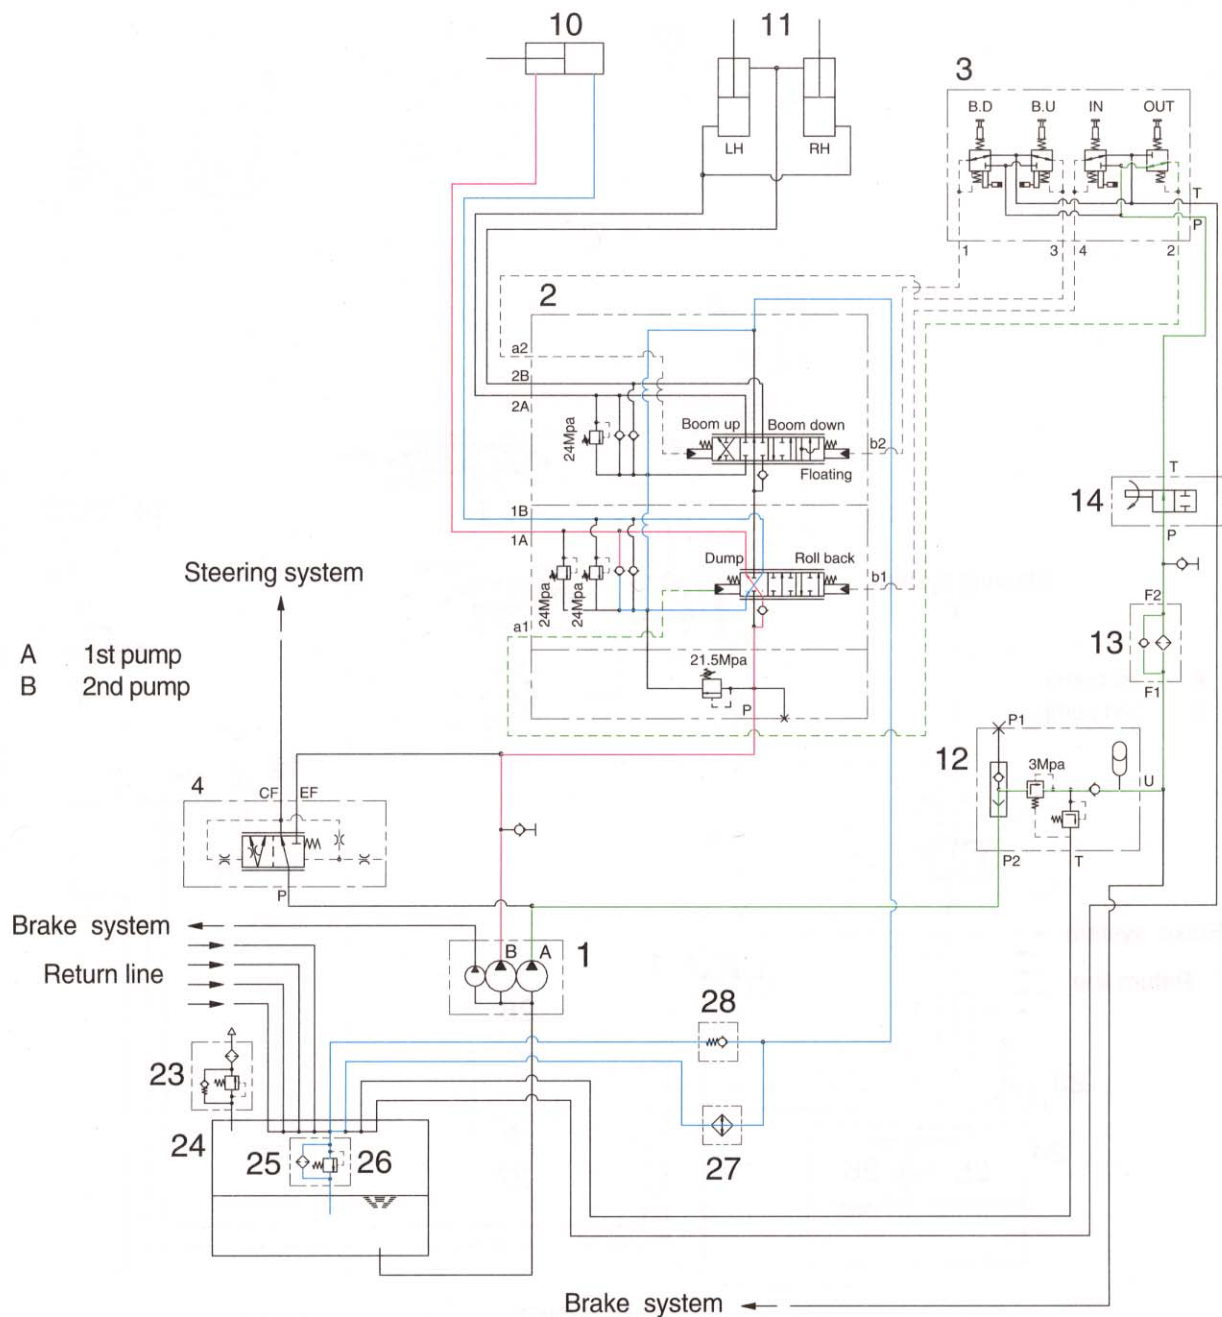 10
11
3
B.D B.U IN OUT
LH RH
T
P
1 3 4 2
2
a2
2B
2A
24Mpa
Boom up Boom down
b2
Floating
T
14
P
1B
1A
Dump Roll back
24Mpa
24Mpa
b1
a1
Steering system
F2
13
F1
A 1st pump
B 2nd pump
21.5Mpa
P
P1
12
3Mpa
U
4
CF EF
P2 T
P
Brake system
B A
1
Return line
28
23
24
25 26
27
Brake system